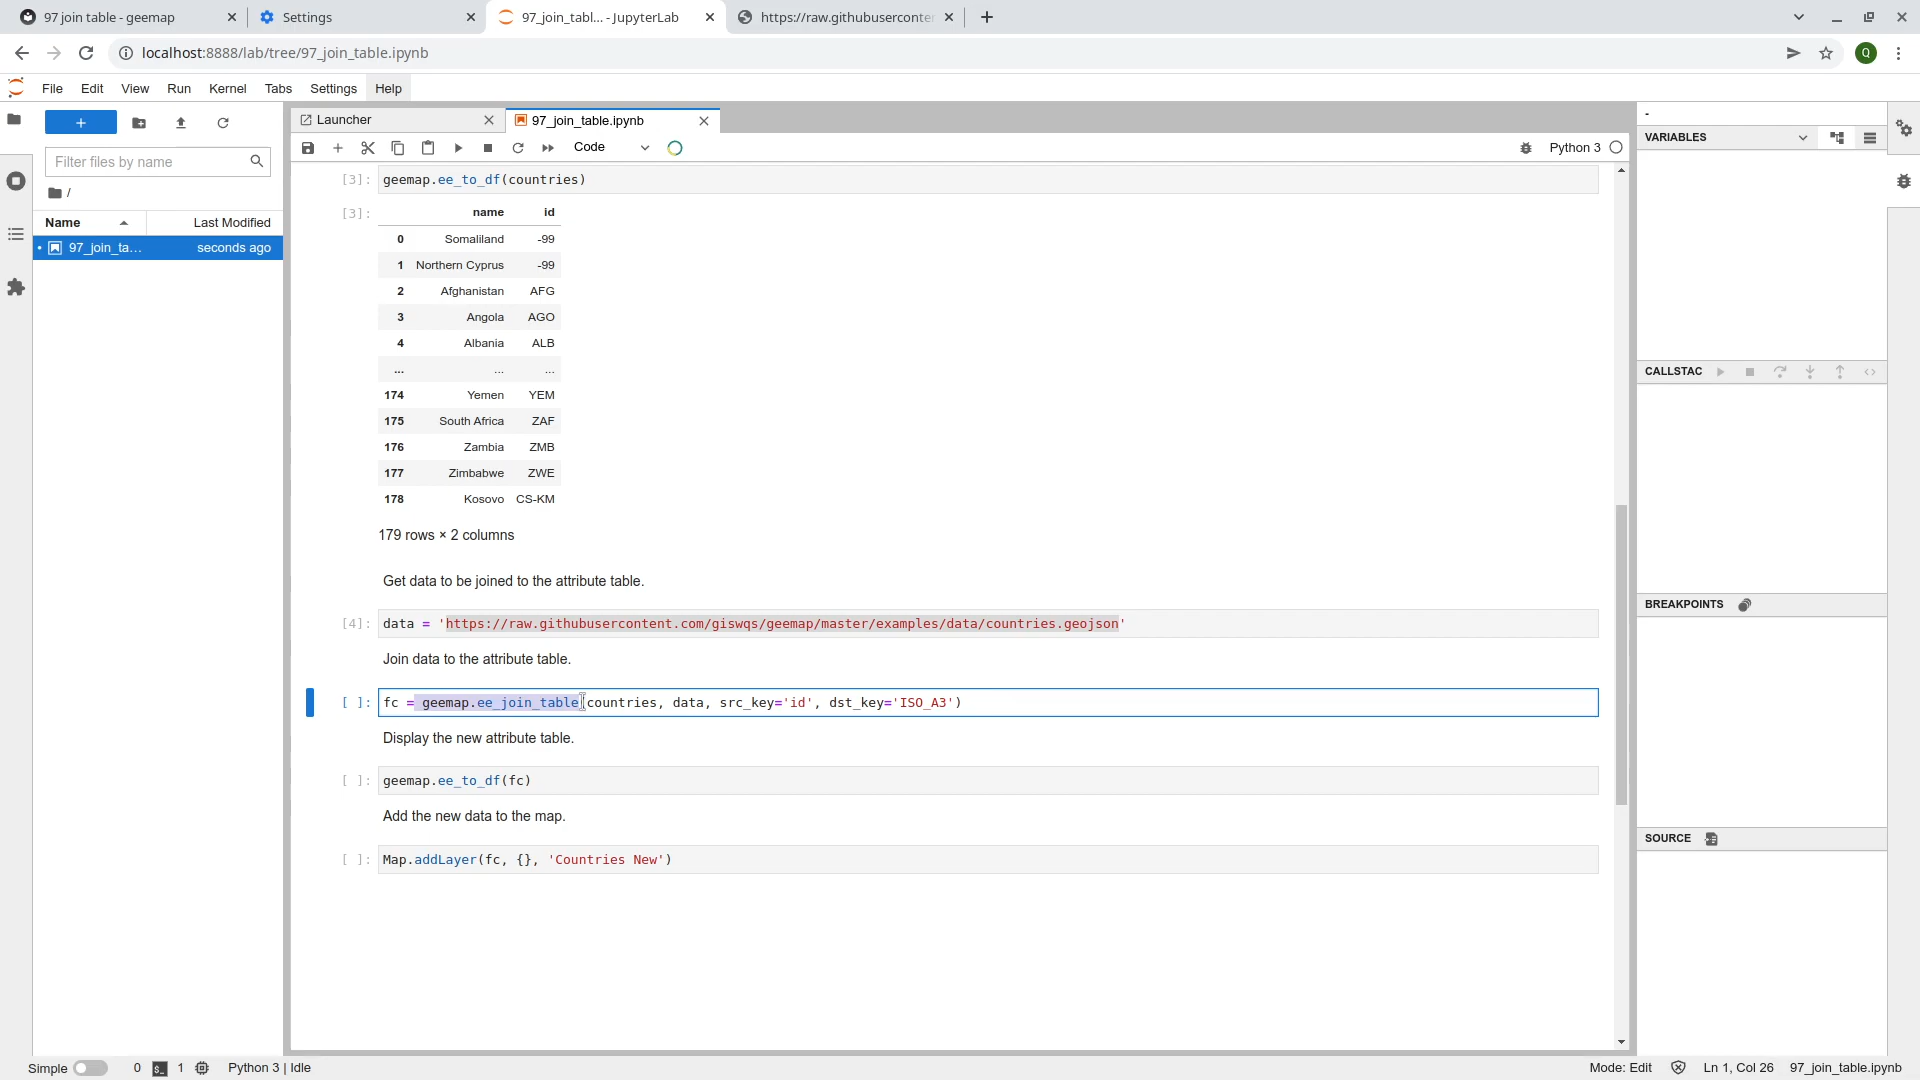 97 join table - geemap
Settings
97_join_tabl... - JupyterLab
https://raw.githubuserconte
localhost:8888/lab/tree/97_join_table.ipynb
Q
File Edit View Run Kernel Tabs Settings Help
Filter files by name
/
Name Last Modified
97_join_ta... seconds ago
Launcher
97_join_table.ipynb
Code
Python 3
[3]: geemap.ee_to_df(countries)
[3]: name id
0 Somaliland -99
1 Northern Cyprus -99
2 Afghanistan AFG
3 Angola AGO
4 Albania ALB
... ... ...
174 Yemen YEM
175 South Africa ZAF
176 Zambia ZMB
177 Zimbabwe ZWE
178 Kosovo CS-KM
179 rows × 2 columns
Get data to be joined to the attribute table.
[4]: data = 'https://raw.githubusercontent.com/giswqs/geemap/master/examples/data/countries.geojson'
Join data to the attribute table.
[ ]: fc = geemap.ee_join_table(countries, data, src_key='id', dst_key='ISO_A3')
Display the new attribute table.
[ ]: geemap.ee_to_df(fc)
Add the new data to the map.
[ ]: Map.addLayer(fc, {}, 'Countries New')
-
VARIABLES
CALLSTAC
BREAKPOINTS
SOURCE
Simple 0 1 Python 3 | Idle
Mode: Edit Ln 1, Col 26 97_join_table.ipynb